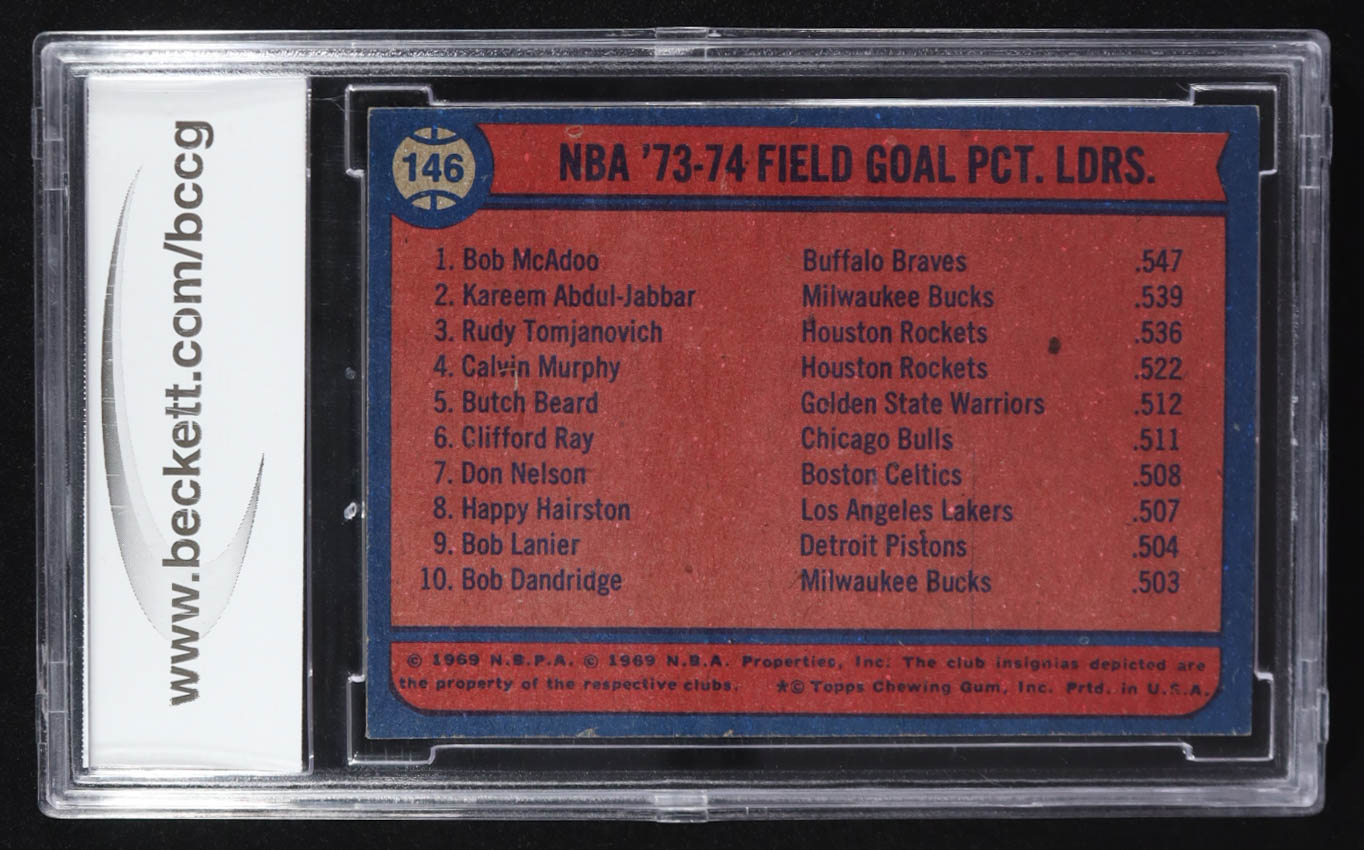 www.beckett.com/bccg
146
NBA '73-74 FIELD GOAL PCT. LDRS.
1. Bob McAdoo Buffalo Braves .547
2. Kareem Abdul-Jabbar Milwaukee Bucks .539
3. Rudy Tomjanovich Houston Rockets .536
4. Calvin Murphy Houston Rockets .522
5. Butch Beard Golden State Warriors .512
6. Clifford Ray Chicago Bulls .511
7. Don Nelson Boston Celtics .508
8. Happy Hairston Los Angeles Lakers .507
9. Bob Lanier Detroit Pistons .504
10. Bob Dandridge Milwaukee Bucks .503
© 1969 N.B.P.A. © 1969 N.B.A. Properties, Inc. The club insignias depicted are
the property of the respective clubs. *© Topps Chewing Gum, Inc. Prtd. in U.S.A.